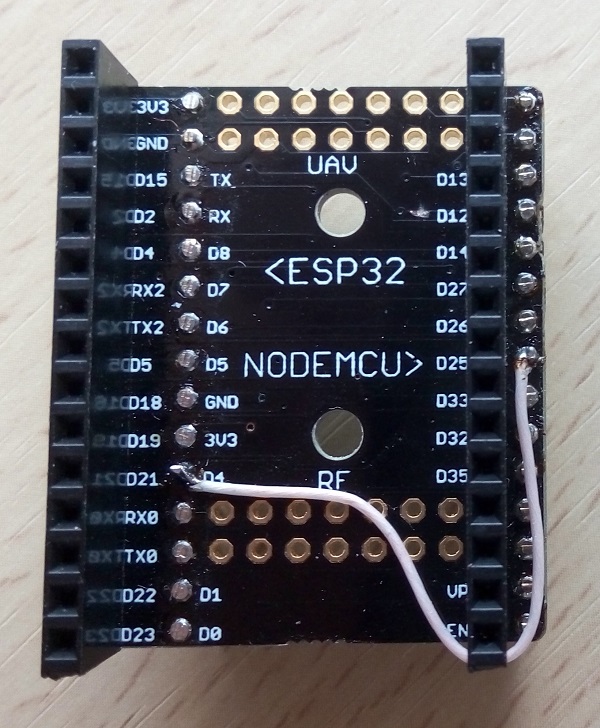 3V3
GND
UAV
D15 TX D13
D2 RX D12
D4 D8 D14
<ESP32
RX2 D7 D27
TX2 D6 D26
D5 D5 NODEMCU> D25
D18 GND D33
D19 3V3 D32
D21 D4 RF D35
RX0
TX0
D22 D1 VP
D23 D0 EN